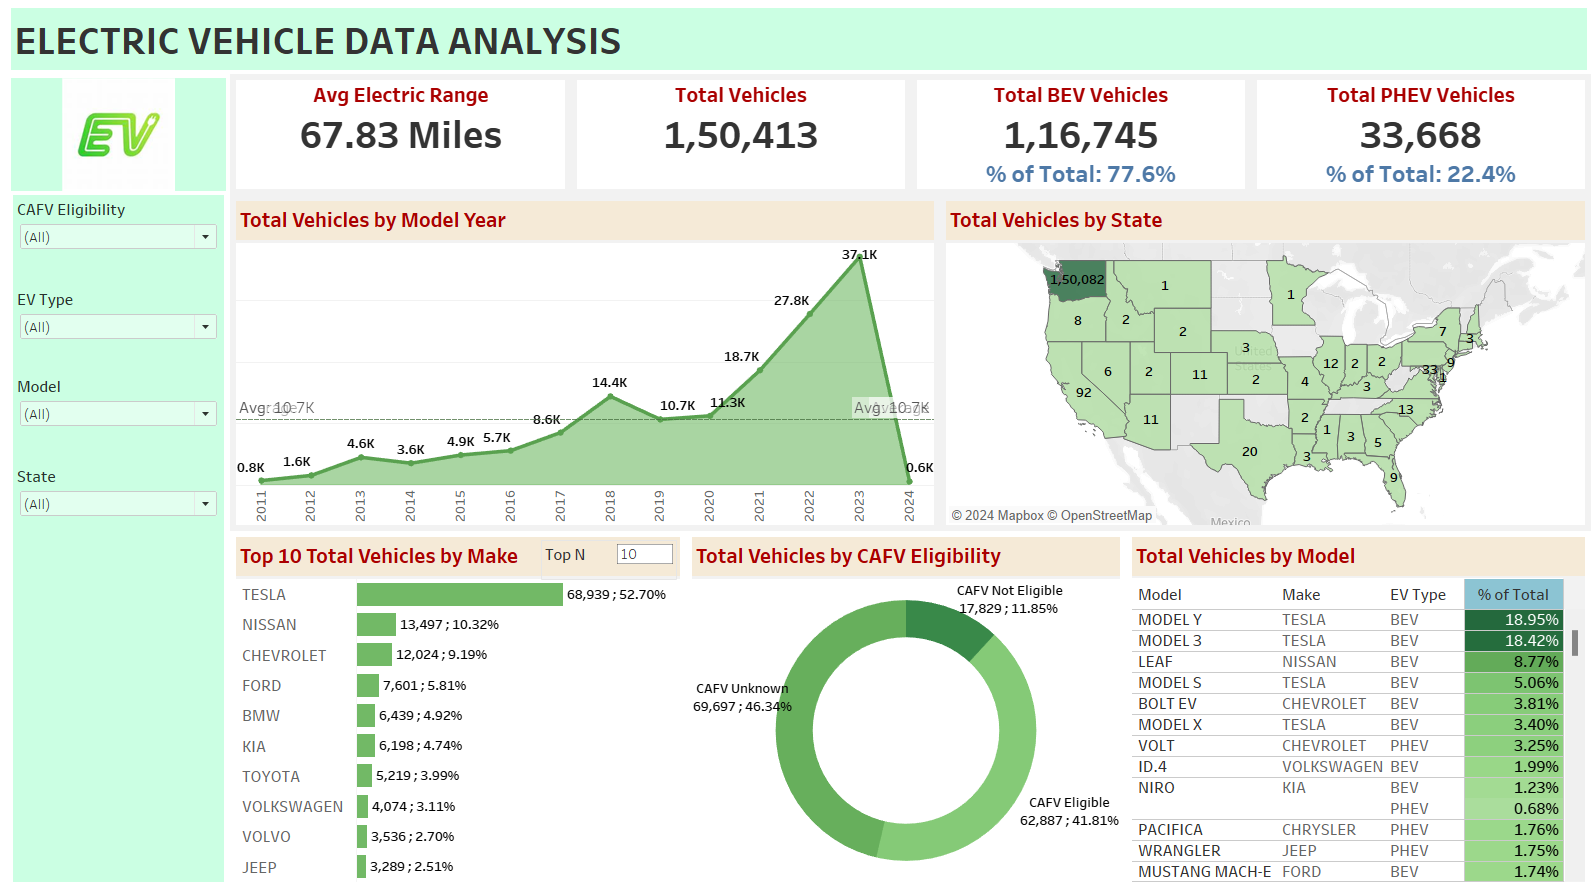 ELECTRIC VEHICLE DATA ANALYSIS
EV
Avg Electric Range
67.83 Miles
Total Vehicles
1,50,413
Total BEV Vehicles
1,16,745
% of Total: 77.6%
Total PHEV Vehicles
33,668
% of Total: 22.4%
CAFV Eligibility
(All)
EV Type
(All)
Model
(All)
State
(All)
Total Vehicles by Model Year
37.1K
27.8K
18.7K
14.4K
10.7K
11.3K
8.6K
Avg: 10.7K
Avg: 10.7K
4.6K
3.6K
4.9K
5.7K
0.8K
1.6K
0.6K
2011
2012
2013
2014
2015
2016
2017
2018
2019
2020
2021
2022
2023
2024
Total Vehicles by State
1,50,082
1
1
8
2
2
7
3
3
12
2
2
9
6
2
11
2
4
33
1
3
92
11
2
13
1
3
5
20
3
9
United States
Mexico
© 2024 Mapbox © OpenStreetMap
Top 10 Total Vehicles by Make
Top N
10
TESLA 68,939 ; 52.70%
NISSAN 13,497 ; 10.32%
CHEVROLET 12,024 ; 9.19%
FORD 7,601 ; 5.81%
BMW 6,439 ; 4.92%
KIA 6,198 ; 4.74%
TOYOTA 5,219 ; 3.99%
VOLKSWAGEN 4,074 ; 3.11%
VOLVO 3,536 ; 2.70%
JEEP 3,289 ; 2.51%
Total Vehicles by CAFV Eligibility
CAFV Not Eligible
17,829 ; 11.85%
CAFV Unknown
69,697 ; 46.34%
CAFV Eligible
62,887 ; 41.81%
Total Vehicles by Model
Model Make EV Type % of Total
MODEL Y TESLA BEV 18.95%
MODEL 3 TESLA BEV 18.42%
LEAF NISSAN BEV 8.77%
MODEL S TESLA BEV 5.06%
BOLT EV CHEVROLET BEV 3.81%
MODEL X TESLA BEV 3.40%
VOLT CHEVROLET PHEV 3.25%
ID.4 VOLKSWAGEN BEV 1.99%
NIRO KIA BEV 1.23%
PHEV 0.68%
PACIFICA CHRYSLER PHEV 1.76%
WRANGLER JEEP PHEV 1.75%
MUSTANG MACH-E FORD BEV 1.74%